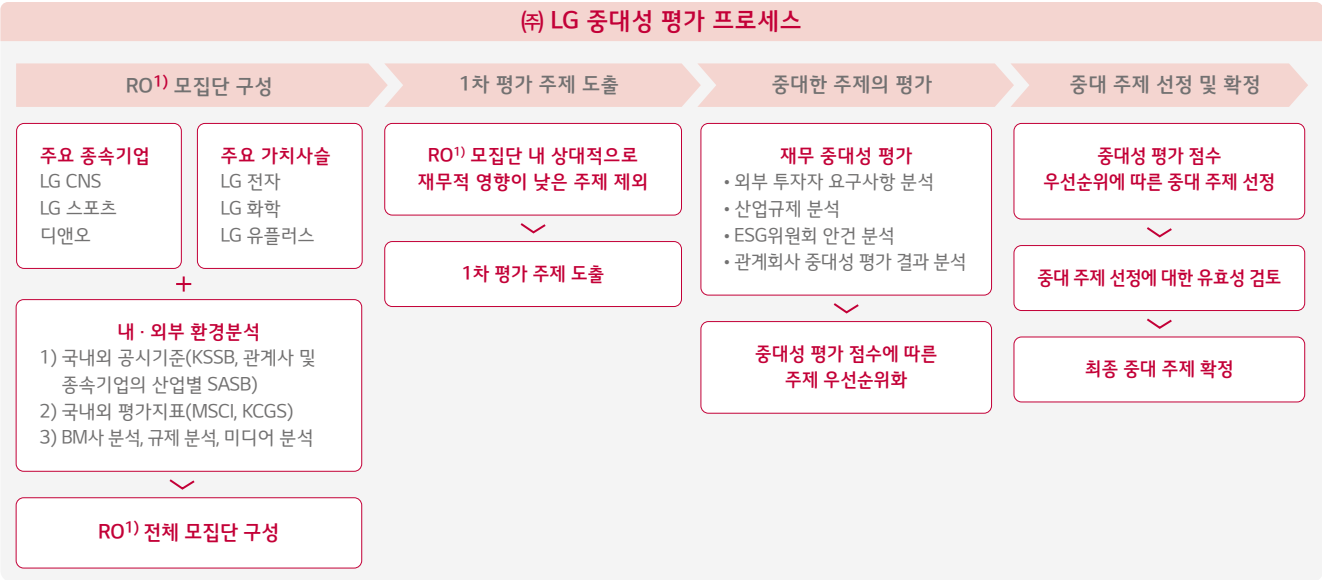 ㈜ LG 중대성 평가 프로세스
RO1) 모집단 구성
1차 평가 주제 도출
중대한 주제의 평가
중대 주제 선정 및 확정
주요 종속기업
LG CNS
LG 스포츠
디앤오
주요 가치사슬
LG 전자
LG 화학
LG 유플러스
+
내 · 외부 환경분석
1) 국내외 공시기준(KSSB, 관계사 및
종속기업의 산업별 SASB)
2) 국내외 평가지표(MSCI, KCGS)
3) BM사 분석, 규제 분석, 미디어 분석
RO1) 전체 모집단 구성
RO1) 모집단 내 상대적으로
재무적 영향이 낮은 주제 제외
1차 평가 주제 도출
재무 중대성 평가
• 외부 투자자 요구사항 분석
• 산업규제 분석
• ESG위원회 안건 분석
• 관계회사 중대성 평가 결과 분석
중대성 평가 점수에 따른
주제 우선순위화
중대성 평가 점수
우선순위에 따른 중대 주제 선정
중대 주제 선정에 대한 유효성 검토
최종 중대 주제 확정